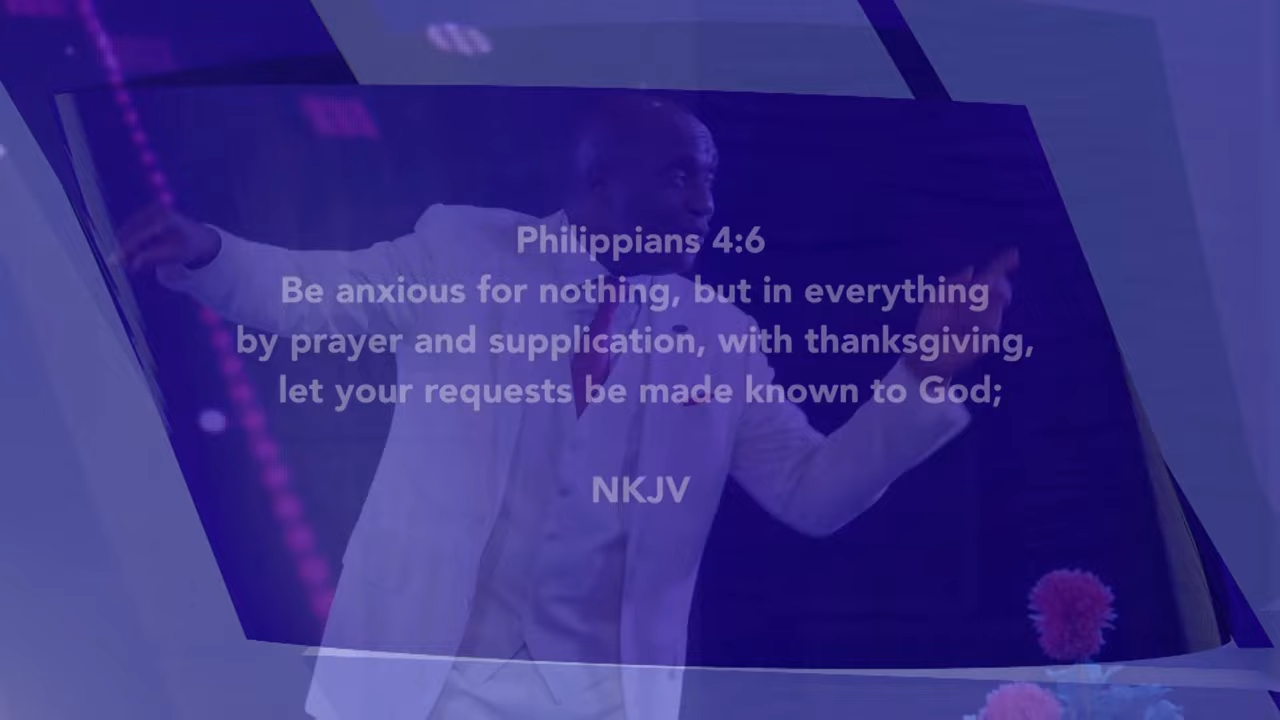 Philippians 4:6
Be anxious for nothing, but in everything
by prayer and supplication, with thanksgiving,
let your requests be made known to God;
NKJV